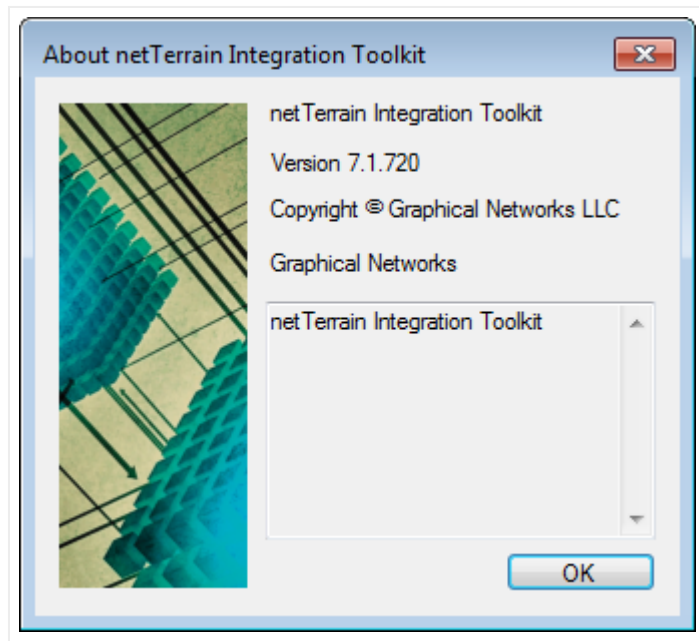 About netTerrain Integration Toolkit
netTerrain Integration Toolkit
Version 7.1.720
Copyright © Graphical Networks LLC
Graphical Networks
netTerrain Integration Toolkit
OK